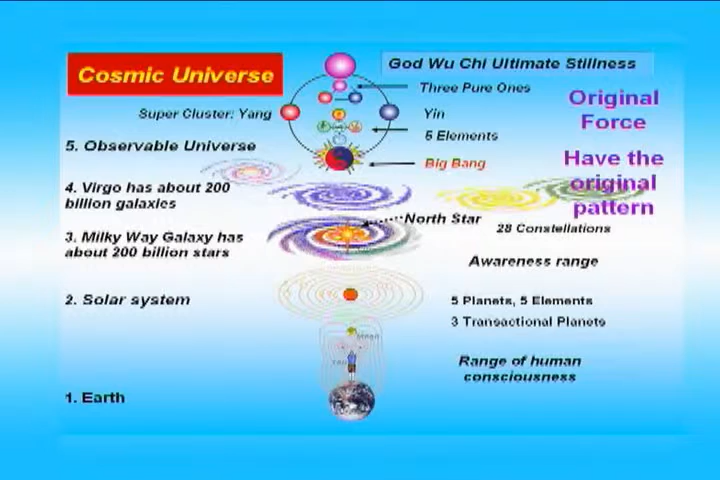 Cosmic Universe
God Wu Chi Ultimate Stillness
Three Pure Ones
Original
Force
Super Cluster: Yang
Yin
5 Elements
5. Observable Universe
Big Bang
Have the
original
pattern
4. Virgo has about 200
billion galaxies
North Star
28 Constellations
3. Milky Way Galaxy has
about 200 billion stars
Awareness range
2. Solar system
5 Planets, 5 Elements
3 Transactional Planets
Moon
Range of human
consciousness
1. Earth